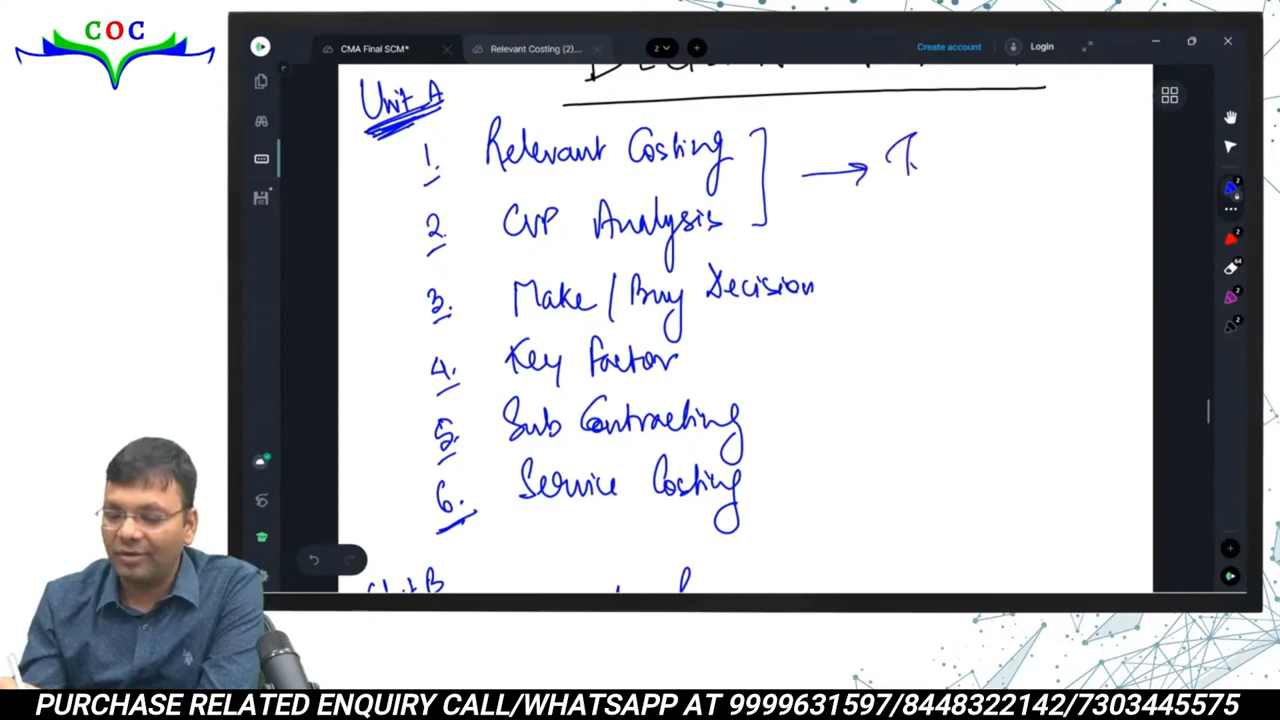 COC
CMA Final SCM*
Relevant Costing (2)....
2
Create account
Login
Unit A
1. Relevant Costing
2. CVP Analysis
3. Make/Buy Decision
4. Key Factor
5. Sub Contracting
6. Service Costing
Unit B
PURCHASE RELATED ENQUIRY CALL/WHATSAPP AT 9999631597/8448322142/7303445575